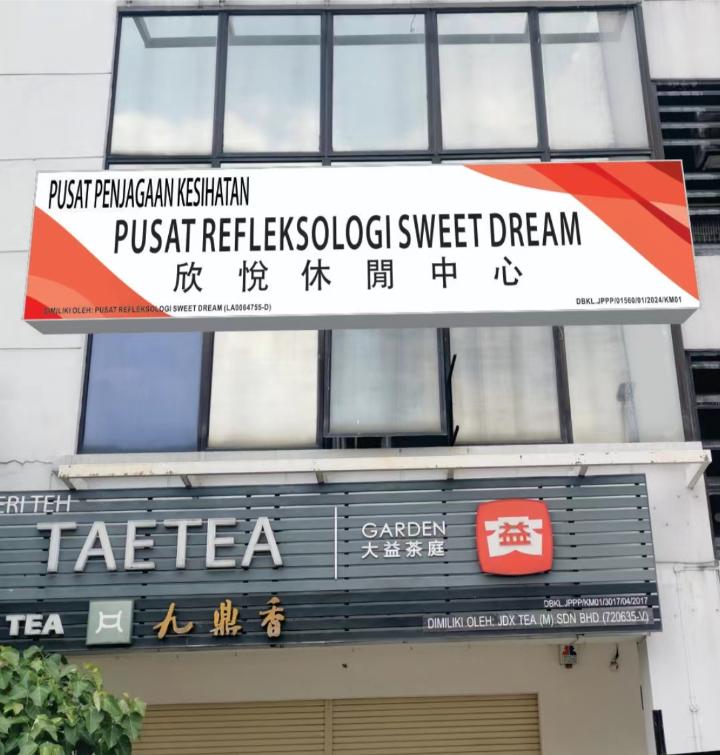 PUSAT PENJAGAAN KESIHATAN
PUSAT REFLEKSOLOGI SWEET DREAM
欣悅休閒中心
DIMILIKI OLEH: PUSAT REFLEKSOLOGI SWEET DREAM (LA0064755-D)
DBKL.JPPP/01560/01/2024/KM01
ERI TEH
TAETEA
GARDEN
大益茶庭
益
DBKL.JPPP/KM01/3017/04/2017
TEA
九鼎香
DIMILIKI OLEH: JDX TEA (M) SDN BHD (720635-V)